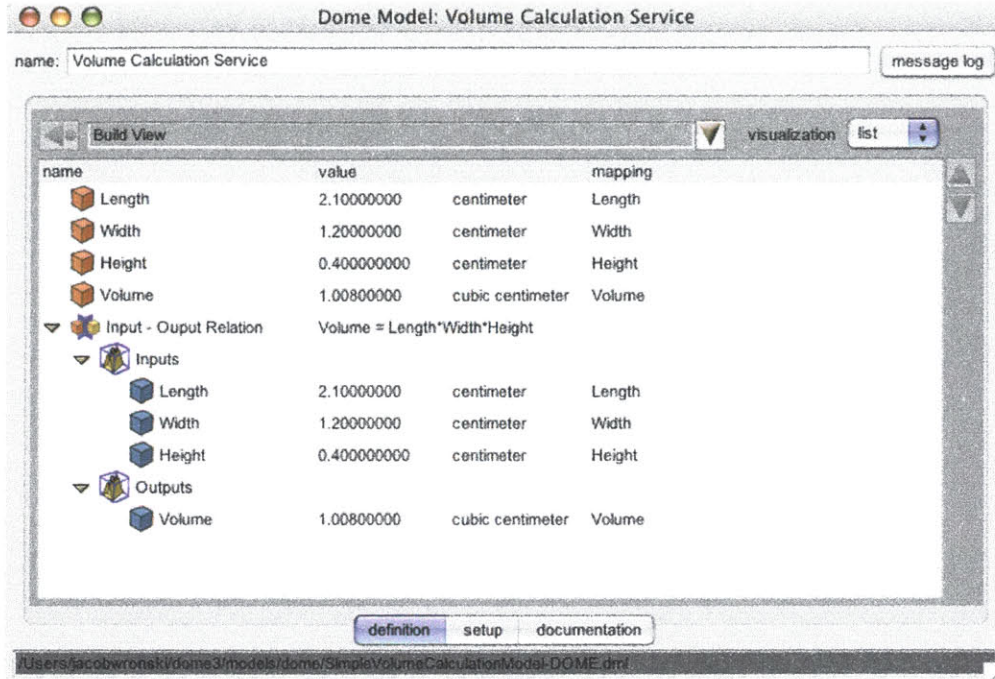 Dome Model: Volume Calculation Service
name: Volume Calculation Service message log
Build View visualization list
name value mapping
Length 2.10000000 centimeter Length
Width 1.20000000 centimeter Width
Height 0.400000000 centimeter Height
Volume 1.00800000 cubic centimeter Volume
Input - Ouput Relation Volume = Length*Width*Height
Inputs
Length 2.10000000 centimeter Length
Width 1.20000000 centimeter Width
Height 0.400000000 centimeter Height
Outputs
Volume 1.00800000 cubic centimeter Volume
definition setup documentation
/Users/jacobwronski/dome3/models/dome/SimpleVolumeCalculationModel-DOME.dml